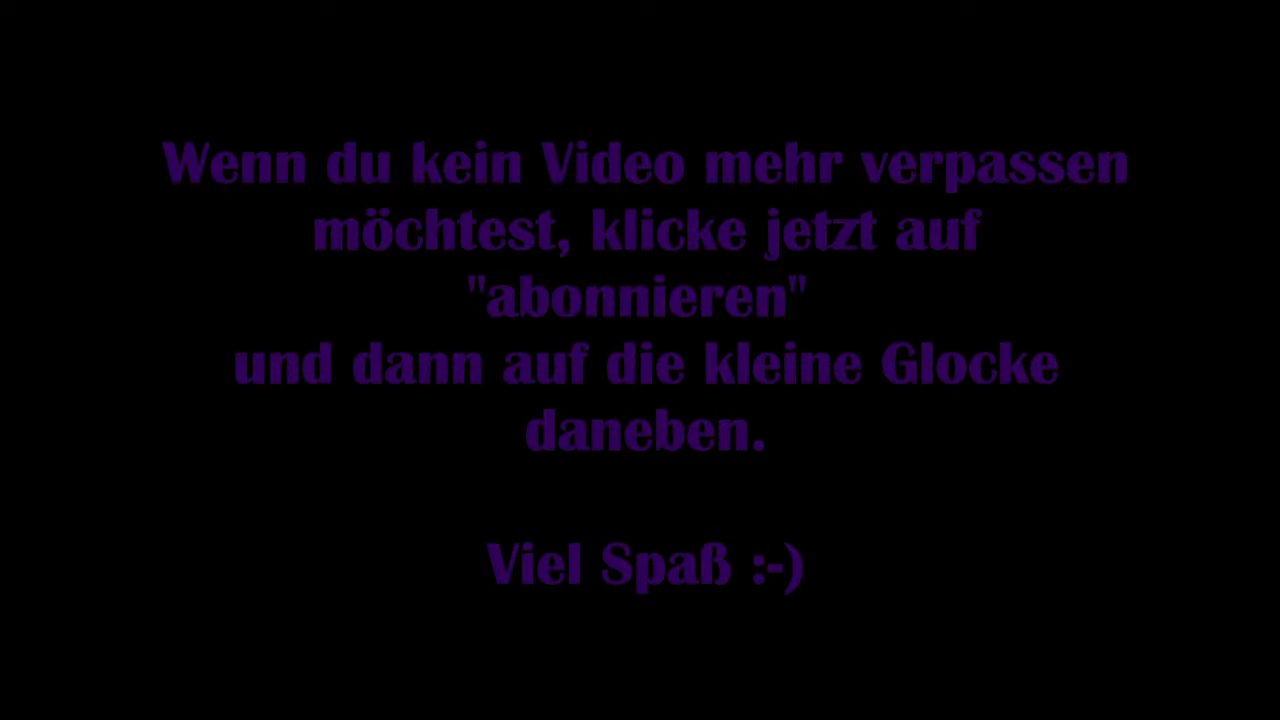 Wenn du kein Video mehr verpassen
möchtest, klicke jetzt auf
"abonnieren"
und dann auf die kleine Glocke
daneben.
Viel Spaß :-)